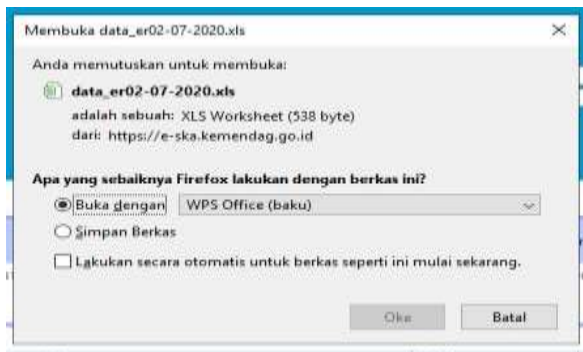 Membuka data_er02-07-2020.xls
Anda memutuskan untuk membuka:
data_er02-07-2020.xls
adalah sebuah: XLS Worksheet (538 byte)
dari: https://e-ska.kemendag.go.id
Apa yang sebaiknya Firefox lakukan dengan berkas ini?
Buka dengan WPS Office (baku)
Simpan Berkas
Lakukan secara otomatis untuk berkas seperti ini mulai sekarang.
Oke Batal